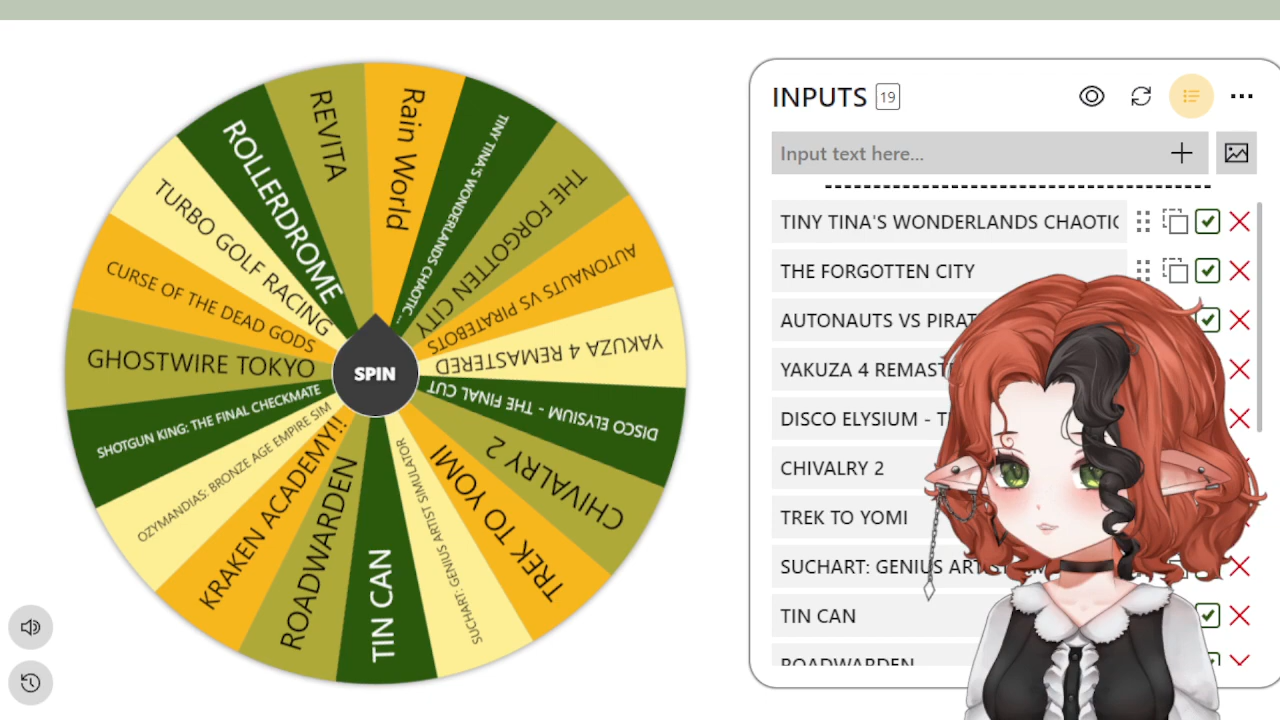 REVITA
Rain World
TINY TINA'S WONDERLANDS CHAOTIC ...
THE FORGOTTEN CITY
AUTONAUTS VS PIRATEBOTS
YAKUZA 4 REMASTERED
DISCO ELYSIUM - THE FINAL CUT
CHIVALRY 2
TREK TO YOMI
SUCHART: GENIUS ARTIST SIMULATOR
TIN CAN
ROADWARDEN
KRAKEN ACADEMY!!
OZYMANDIAS: BRONZE AGE EMPIRE SIM
SHOTGUN KING: THE FINAL CHECKMATE
GHOSTWIRE TOKYO
CURSE OF THE DEAD GODS
TURBO GOLF RACING
ROLLERDROME
SPIN
INPUTS 19
Input text here...
TINY TINA'S WONDERLANDS CHAOTIC
THE FORGOTTEN CITY
AUTONAUTS VS PIRAT
YAKUZA 4 REMAST
DISCO ELYSIUM - T
CHIVALRY 2
TREK TO YOMI
SUCHART: GENIUS ART
TIN CAN
ROADWARDEN